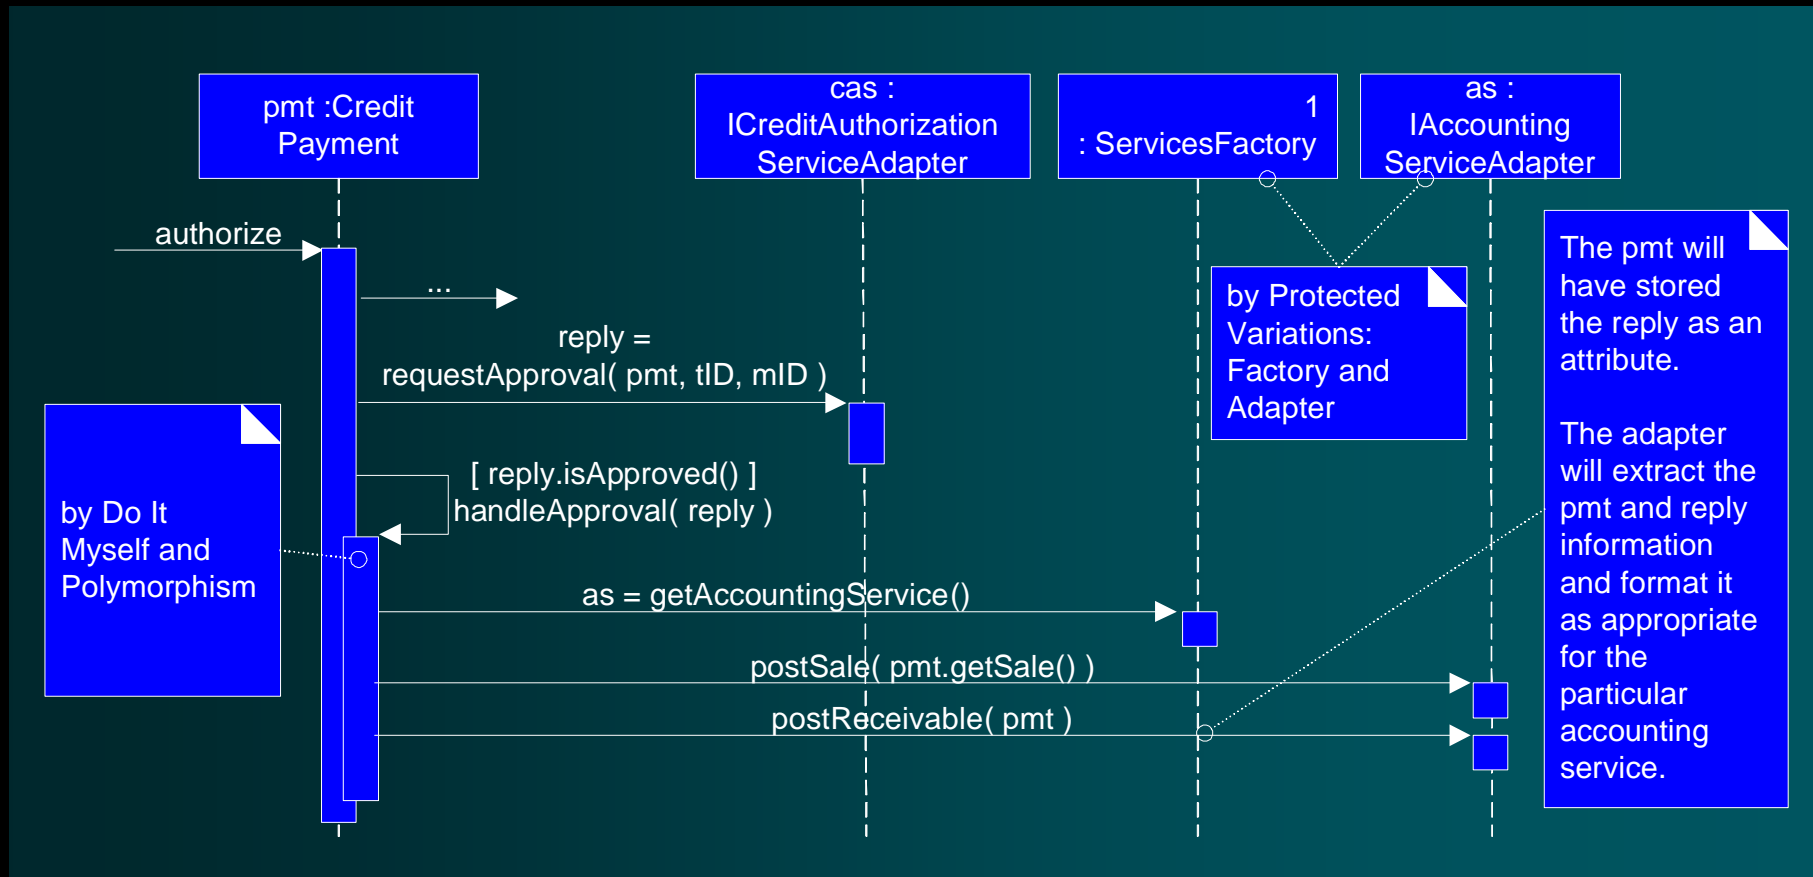 pmt :Credit
Payment
cas :
ICreditAuthorization
ServiceAdapter
1
: ServicesFactory
as :
IAccounting
ServiceAdapter
authorize
...
reply =
requestApproval( pmt, tID, mID )
[ reply.isApproved() ]
handleApproval( reply )
as = getAccountingService()
postSale( pmt.getSale() )
postReceivable( pmt )
by Do It
Myself and
Polymorphism
by Protected
Variations:
Factory and
Adapter
The pmt will
have stored
the reply as an
attribute.
The adapter
will extract the
pmt and reply
information
and format it
as appropriate
for the
particular
accounting
service.